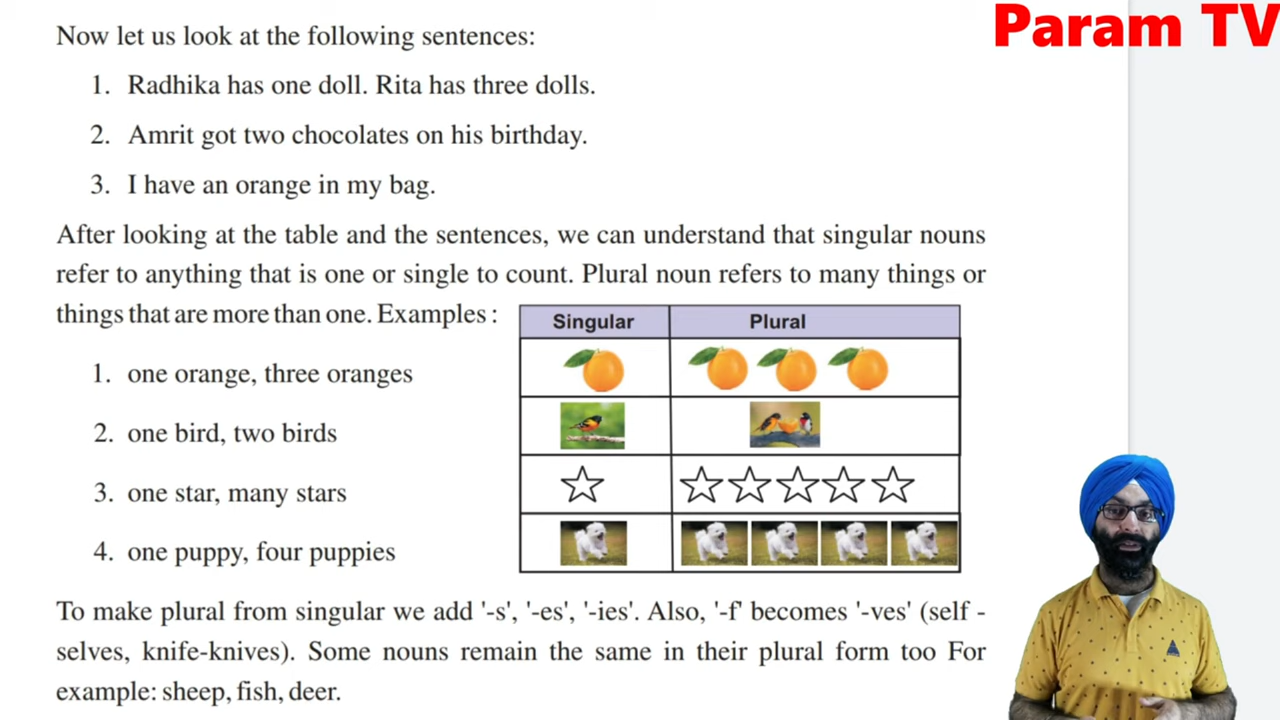 Param TV
Now let us look at the following sentences:
1. Radhika has one doll. Rita has three dolls.
2. Amrit got two chocolates on his birthday.
3. I have an orange in my bag.
After looking at the table and the sentences, we can understand that singular nouns
refer to anything that is one or single to count. Plural noun refers to many things or
things that are more than one. Examples :
1. one orange, three oranges
2. one bird, two birds
3. one star, many stars
4. one puppy, four puppies
Singular Plural
To make plural from singular we add '-s', '-es', '-ies'. Also, '-f' becomes '-ves' (self -
selves, knife-knives). Some nouns remain the same in their plural form too For
example: sheep, fish, deer.